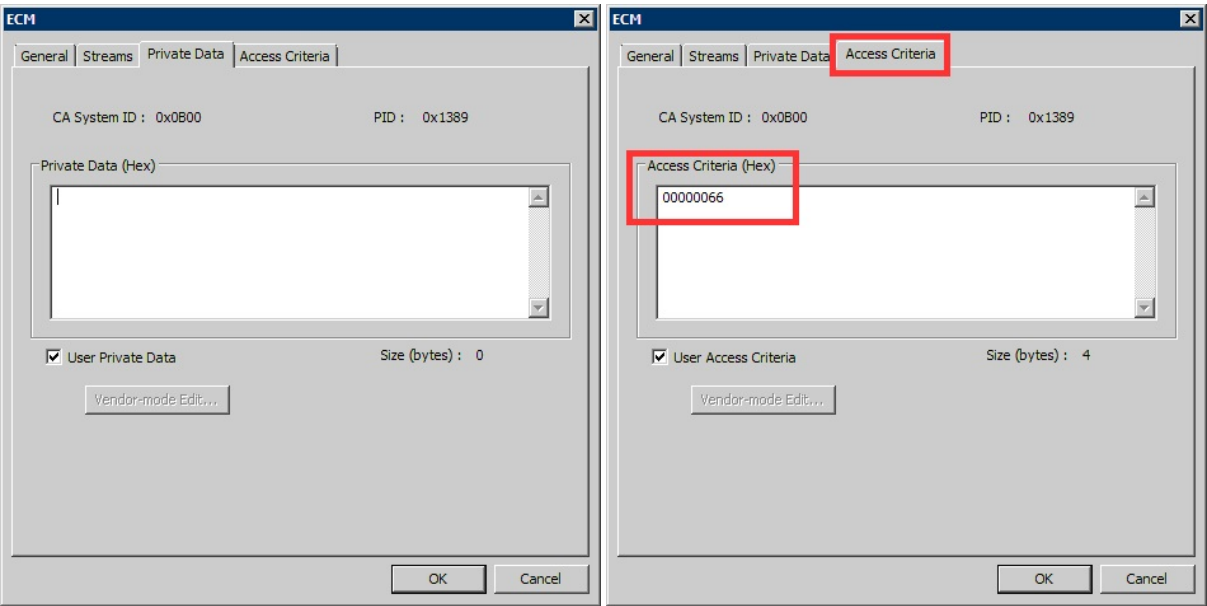 ECM
General Streams Private Data Access Criteria
CA System ID : 0x0B00 PID : 0x1389
Private Data (Hex)
User Private Data Size (bytes) : 0
Vendor-mode Edit...
OK Cancel
ECM
General Streams Private Data Access Criteria
CA System ID : 0x0B00 PID : 0x1389
Access Criteria (Hex)
00000066
User Access Criteria Size (bytes) : 4
Vendor-mode Edit...
OK Cancel